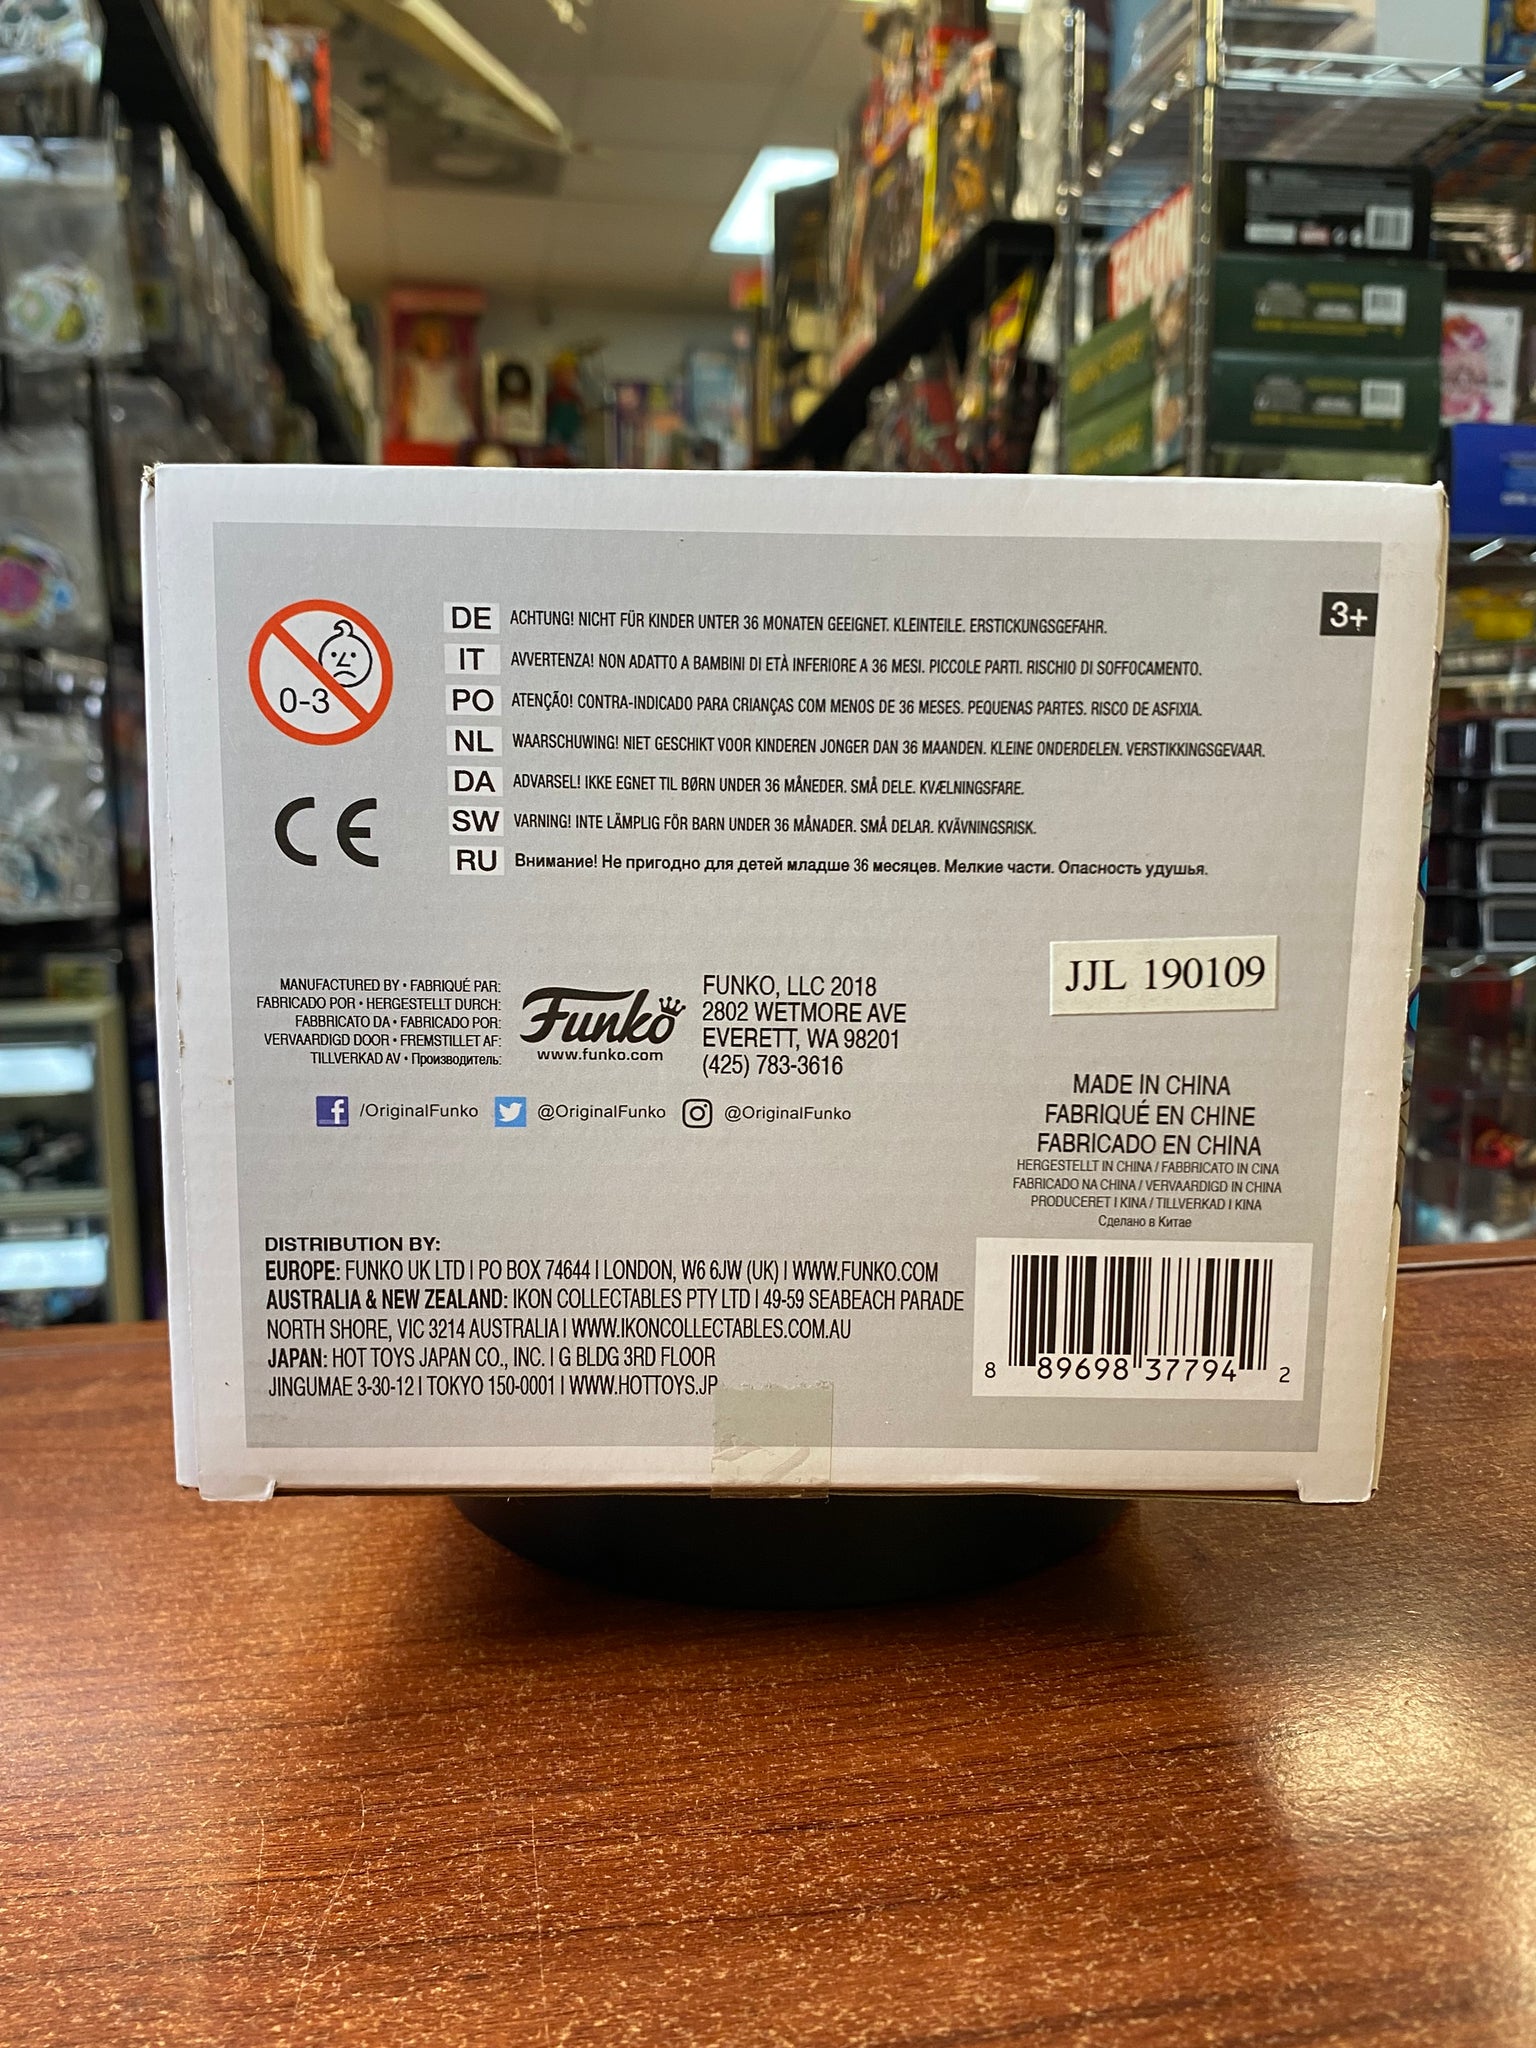 3+
0-3
DE ACHTUNG! NICHT FÜR KINDER UNTER 36 MONATEN GEEIGNET. KLEINTEILE. ERSTICKUNGSGEFAHR.
IT AVVERTENZA! NON ADATTO A BAMBINI DI ETÀ INFERIORE A 36 MESI. PICCOLE PARTI. RISCHIO DI SOFFOCAMENTO.
PO ATENÇÃO! CONTRA-INDICADO PARA CRIANÇAS COM MENOS DE 36 MESES. PEQUENAS PARTES. RISCO DE ASFIXIA.
NL WAARSCHUWING! NIET GESCHIKT VOOR KINDEREN JONGER DAN 36 MAANDEN. KLEINE ONDERDELEN. VERSTIKKINGSGEVAAR.
DA ADVARSEL! IKKE EGNET TIL BØRN UNDER 36 MÅNEDER. SMÅ DELE. KVÆLNINGSFARE.
SW VARNING! INTE LÄMPLIG FÖR BARN UNDER 36 MÅNADER. SMÅ DELAR. KVÄVNINGSRISK.
RU Внимание! Не пригодно для детей младше 36 месяцев. Мелкие части. Опасность удушья.
CE
MANUFACTURED BY • FABRIQUÉ PAR:
FABRICADO POR • HERGESTELLT DURCH:
FABBRICATO DA • FABRICADO POR:
VERVAARDIGD DOOR • FREMSTILLET AF:
TILLVERKAD AV • Производитель:
Funko
www.funko.com
FUNKO, LLC 2018
2802 WETMORE AVE
EVERETT, WA 98201
(425) 783-3616
/OriginalFunko @OriginalFunko @OriginalFunko
JJL 190109
MADE IN CHINA
FABRIQUÉ EN CHINE
FABRICADO EN CHINA
HERGESTELLT IN CHINA / FABBRICATO IN CINA
FABRICADO NA CHINA / VERVAARDIGD IN CHINA
PRODUCERET I KINA / TILLVERKAD I KINA
Сделано в Китае
DISTRIBUTION BY:
EUROPE: FUNKO UK LTD | PO BOX 74644 | LONDON, W6 6JW (UK) | WWW.FUNKO.COM
AUSTRALIA & NEW ZEALAND: IKON COLLECTABLES PTY LTD | 49-59 SEABEACH PARADE
NORTH SHORE, VIC 3214 AUSTRALIA | WWW.IKONCOLLECTABLES.COM.AU
JAPAN: HOT TOYS JAPAN CO., INC. | G BLDG 3RD FLOOR
JINGUMAE 3-30-12 | TOKYO 150-0001 | WWW.HOTTOYS.JP
8 89698 37794 2